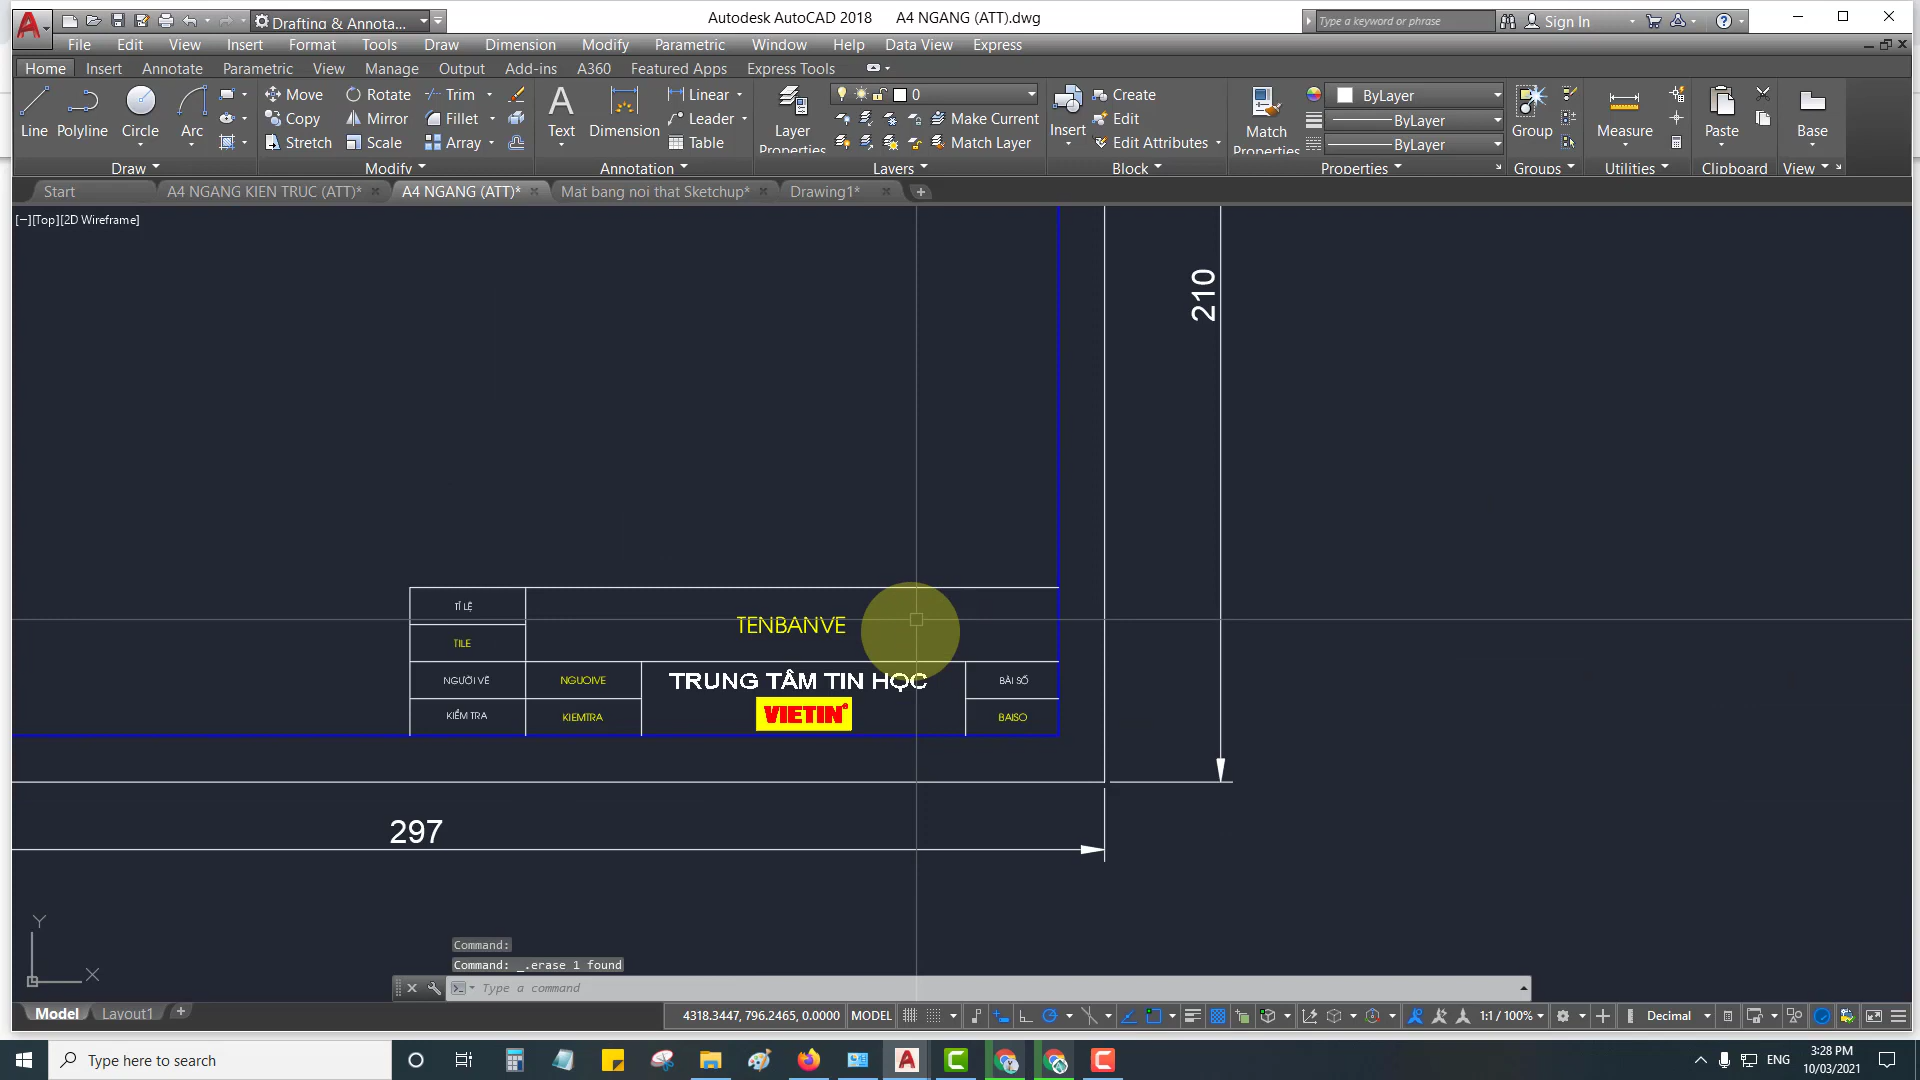 Drafting & Annota...
Autodesk AutoCAD 2018 A4 NGANG (ATT).dwg
Type a keyword or phrase
Sign In
File Edit View Insert Format Tools Draw Dimension Modify Parametric Window Help Data View Express
Home Insert Annotate Parametric View Manage Output Add-ins A360 Featured Apps Express Tools
Move Rotate Trim Linear 0 Create ByLayer
Copy Mirror Fillet Leader Make Current Edit ByLayer
Line Polyline Circle Arc Text Dimension Layer Properties Insert Match Properties Group Measure Paste Base
Stretch Scale Array Table Match Layer Edit Attributes ByLayer
Draw Modify Annotation Layers Block Properties Groups Utilities Clipboard View
Start A4 NGANG KIEN TRUC (ATT)* A4 NGANG (ATT)* Mat bang noi that Sketchup* Drawing1*
[−][Top][2D Wireframe]
210
TỈ LỆ
TENBANVE
TILE
NGƯỜI VẼ NGUOIVE TRUNG TÂM TIN HỌC BÀI SỐ
KIỂM TRA KIEMTRA VIETIN® BAISO
297
Y
X
Command:
Command: _.erase 1 found
Type a command
Model Layout1
4318.3447, 796.2465, 0.0000 MODEL 1:1 / 100% Decimal
Type here to search
ENG
3:28 PM
10/03/2021